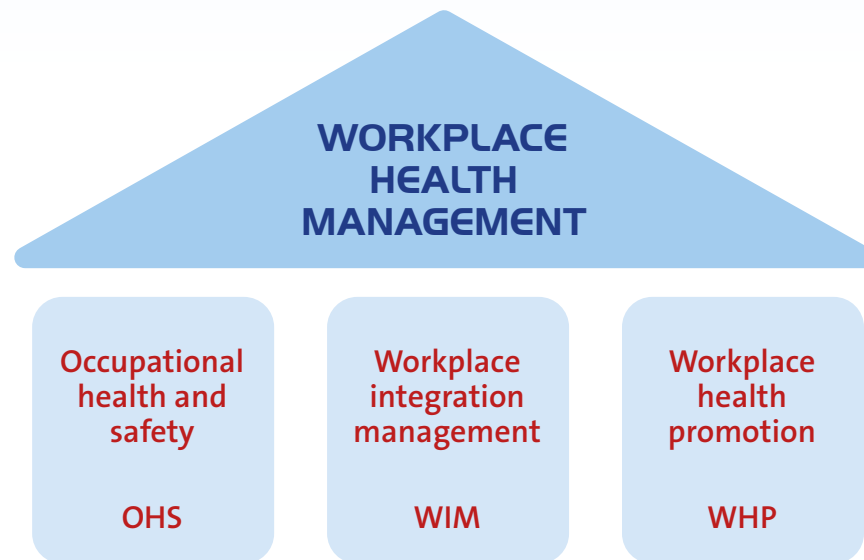 WORKPLACE
HEALTH
MANAGEMENT
Occupational
health and
safety
OHS
Workplace
integration
management
WIM
Workplace
health
promotion
WHP